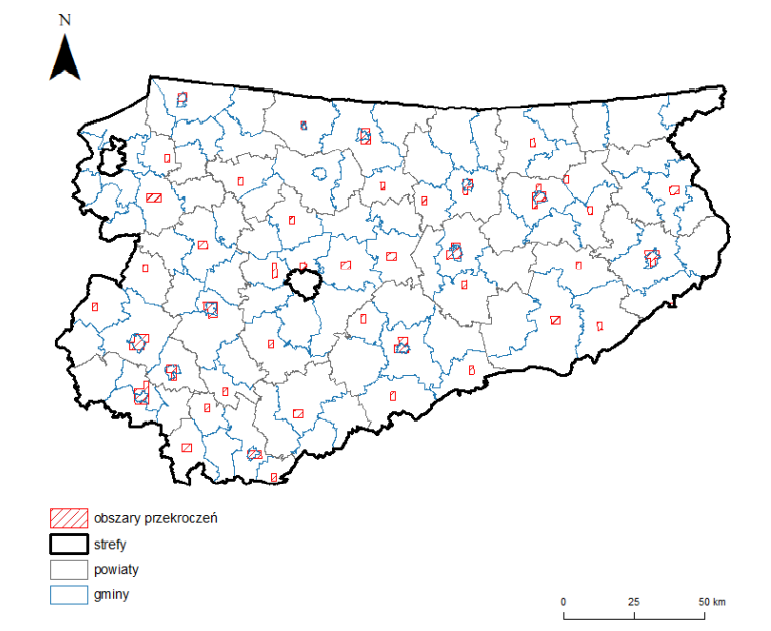 N
obszary przekroczeń
strefy
powiaty
gminy
0 25 50 km